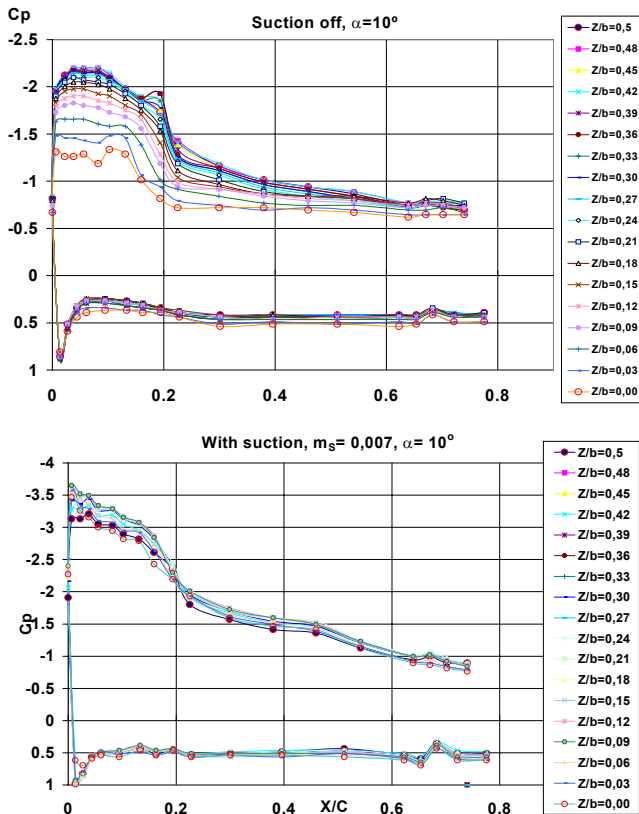 Cp
Suction off, α=10º
-2.5
-2
-1.5
-1
-0.5
0
0.5
1
0
0.2
0.4
0.6
0.8
Z/b=0,5
Z/b=0,48
Z/b=0,45
Z/b=0,42
Z/b=0,39
Z/b=0,36
Z/b=0,33
Z/b=0,30
Z/b=0,27
Z/b=0,24
Z/b=0,21
Z/b=0,18
Z/b=0,15
Z/b=0,12
Z/b=0,09
Z/b=0,06
Z/b=0,03
Z/b=0,00
With suction, mS= 0,007, α= 10º
-4
-3.5
-3
-2.5
-2
-1.5
-1
-0.5
0
0.5
1
Cp
0
0.2
0.4
0.6
0.8
X/C
Z/b=0,5
Z/b=0,48
Z/b=0,45
Z/b=0,42
Z/b=0,39
Z/b=0,36
Z/b=0,33
Z/b=0,30
Z/b=0,27
Z/b=0,24
Z/b=0,21
Z/b=0,18
Z/b=0,15
Z/b=0,12
Z/b=0,09
Z/b=0,06
Z/b=0,03
Z/b=0,00